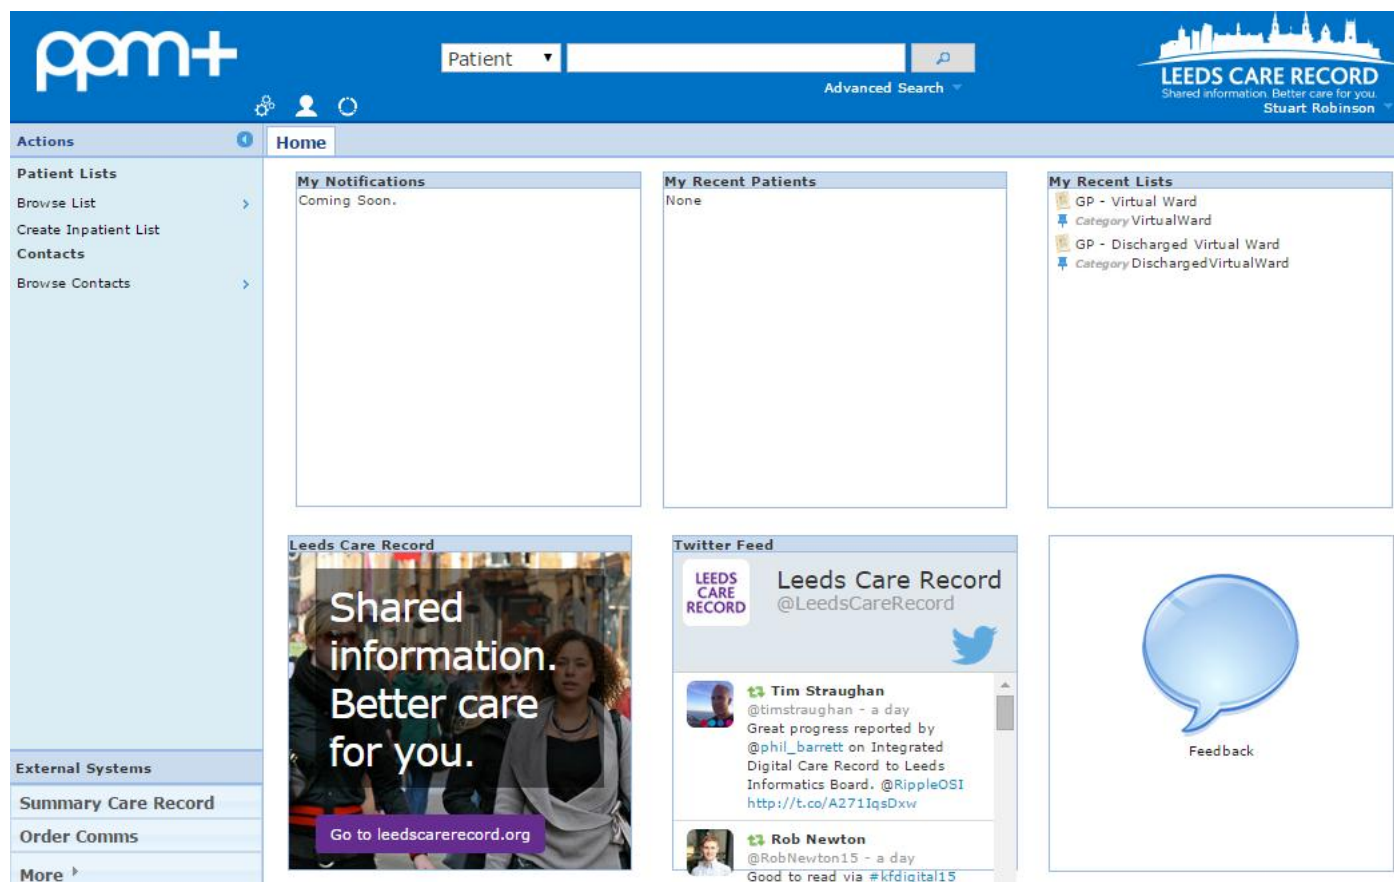 ppm+
Patient
Advanced Search
LEEDS CARE RECORD
Shared information. Better care for you.
Stuart Robinson
Actions
Home
Patient Lists
Browse List
Create Inpatient List
Contacts
Browse Contacts
My Notifications
Coming Soon.
My Recent Patients
None
My Recent Lists
GP - Virtual Ward
Category VirtualWard
GP - Discharged Virtual Ward
Category DischargedVirtualWard
Leeds Care Record
Shared
information.
Better care
for you.
Go to leedscarerecord.org
Twitter Feed
LEEDS
CARE
RECORD
Leeds Care Record
@LeedsCareRecord
Tim Straughan
@timstraughan - a day
Great progress reported by
@phil_barrett on Integrated
Digital Care Record to Leeds
Informatics Board. @RippleOSI
http://t.co/A271IqsDxw
Rob Newton
@RobNewton15 - a day
Good to read via #kfdigital15
Feedback
External Systems
Summary Care Record
Order Comms
More